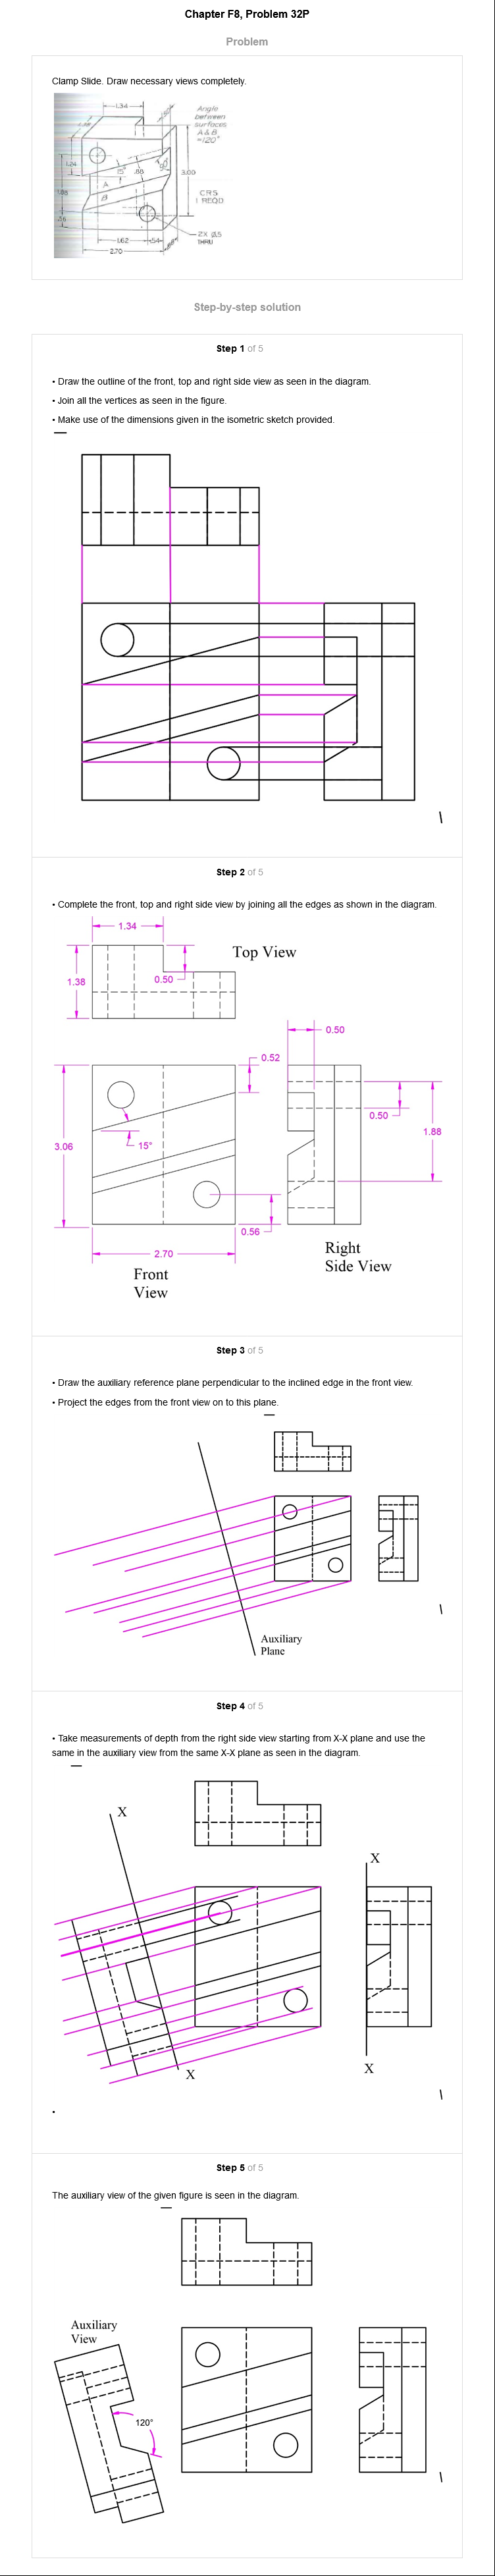 Chapter F8, Problem 32P
Problem
Clamp Slide. Draw necessary views completely.
1.34
Angle
between
surfaces
A & B
=120°
1.24
15°
.88
90°
3.00
A
B
1.88
.56
CRS
1 REQD
1.62
.54
2.70
2X Ø.5
THRU
Step-by-step solution
Step 1 of 5
• Draw the outline of the front, top and right side view as seen in the diagram.
• Join all the vertices as seen in the figure.
• Make use of the dimensions given in the isometric sketch provided.
\
Step 2 of 5
• Complete the front, top and right side view by joining all the edges as shown in the diagram.
1.34
Top View
1.38
0.50
0.50
0.52
0.50
1.88
3.06
15°
0.56
2.70
Right
Side View
Front
View
Step 3 of 5
• Draw the auxiliary reference plane perpendicular to the inclined edge in the front view.
• Project the edges from the front view on to this plane.
\
Auxiliary
Plane
Step 4 of 5
• Take measurements of depth from the right side view starting from X-X plane and use the
same in the auxiliary view from the same X-X plane as seen in the diagram.
X
X
X
X
\
Step 5 of 5
The auxiliary view of the given figure is seen in the diagram.
Auxiliary
View
120°
\